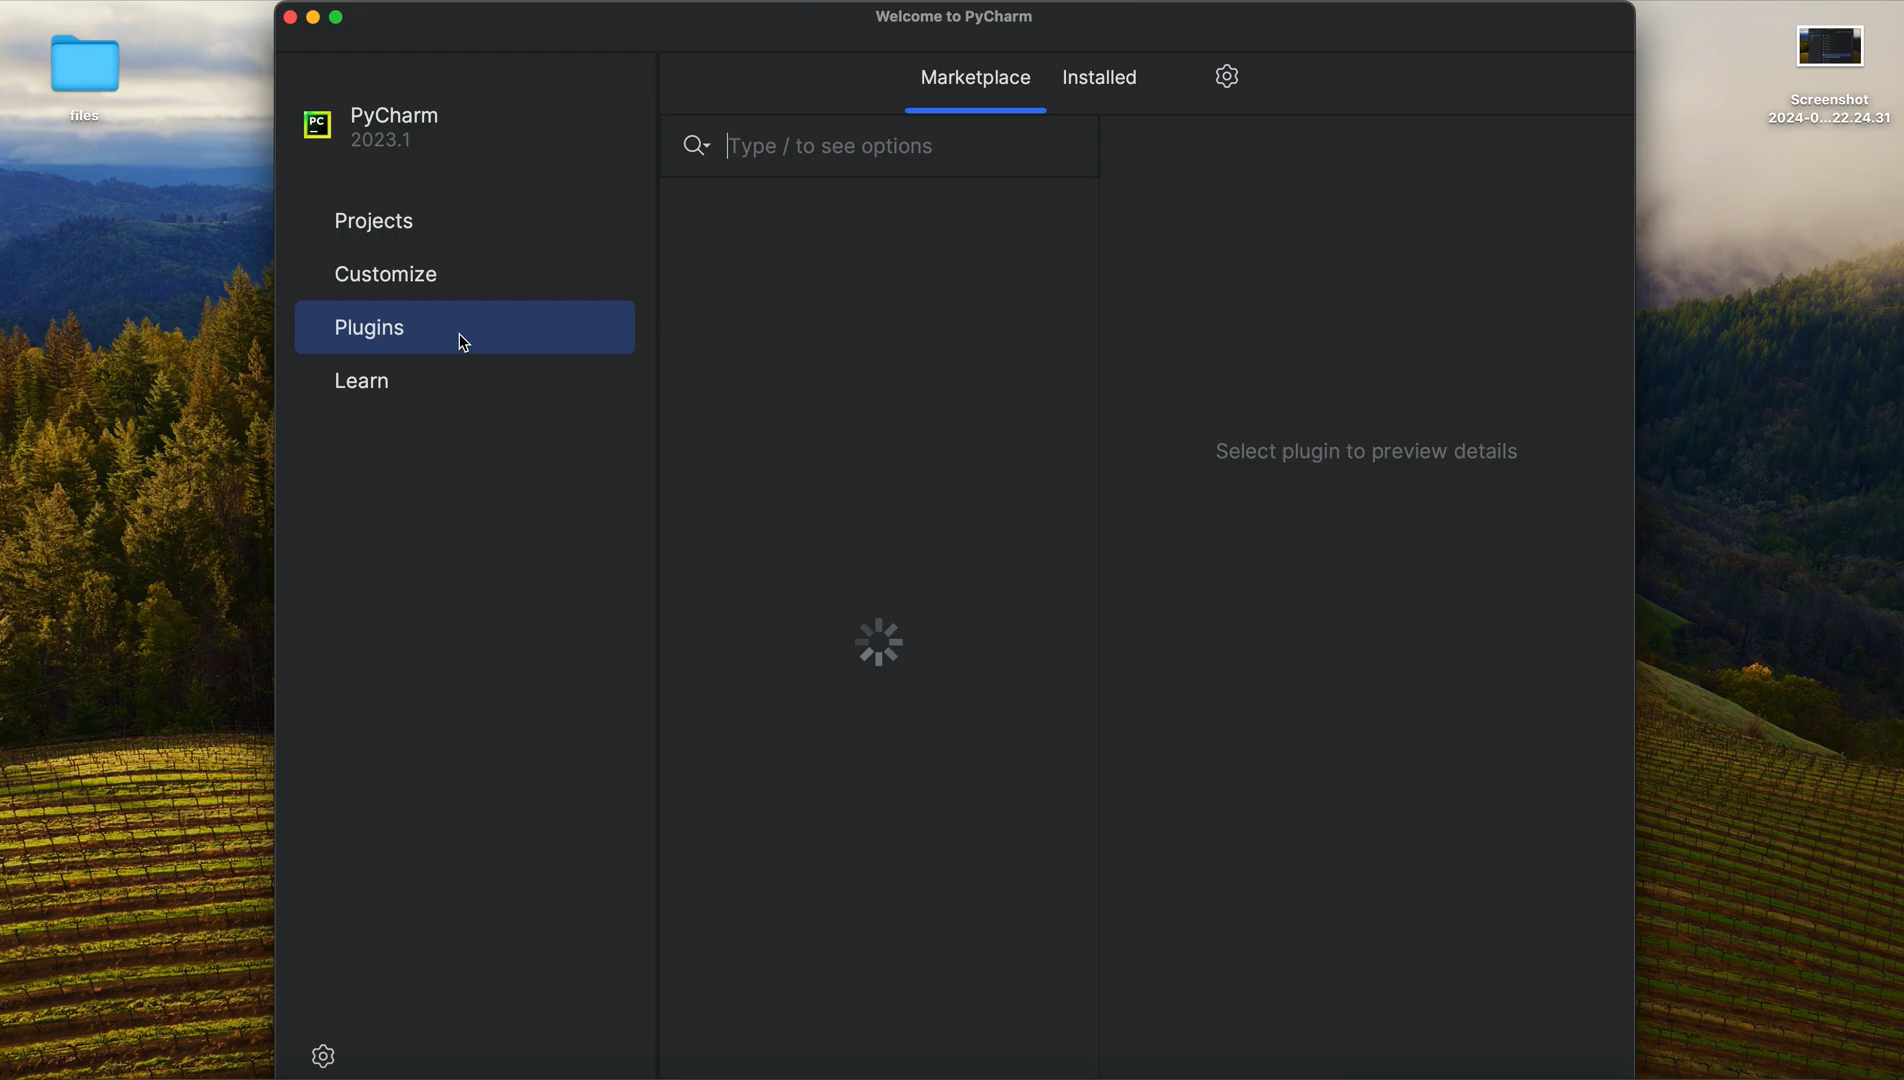 Welcome to PyCharm
files
Screenshot
2024-0...22.24.31
PC
PyCharm
2023.1
Projects
Customize
Plugins
Learn
Marketplace
Installed
Type / to see options
Select plugin to preview details